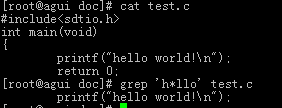 [root@agui doc]# cat test.c
#include<sdtio.h>
int main(void)
{
        printf("hello world!\n");
        return 0;
[root@agui doc]# grep 'h*llo' test.c
        printf("hello world!\n");